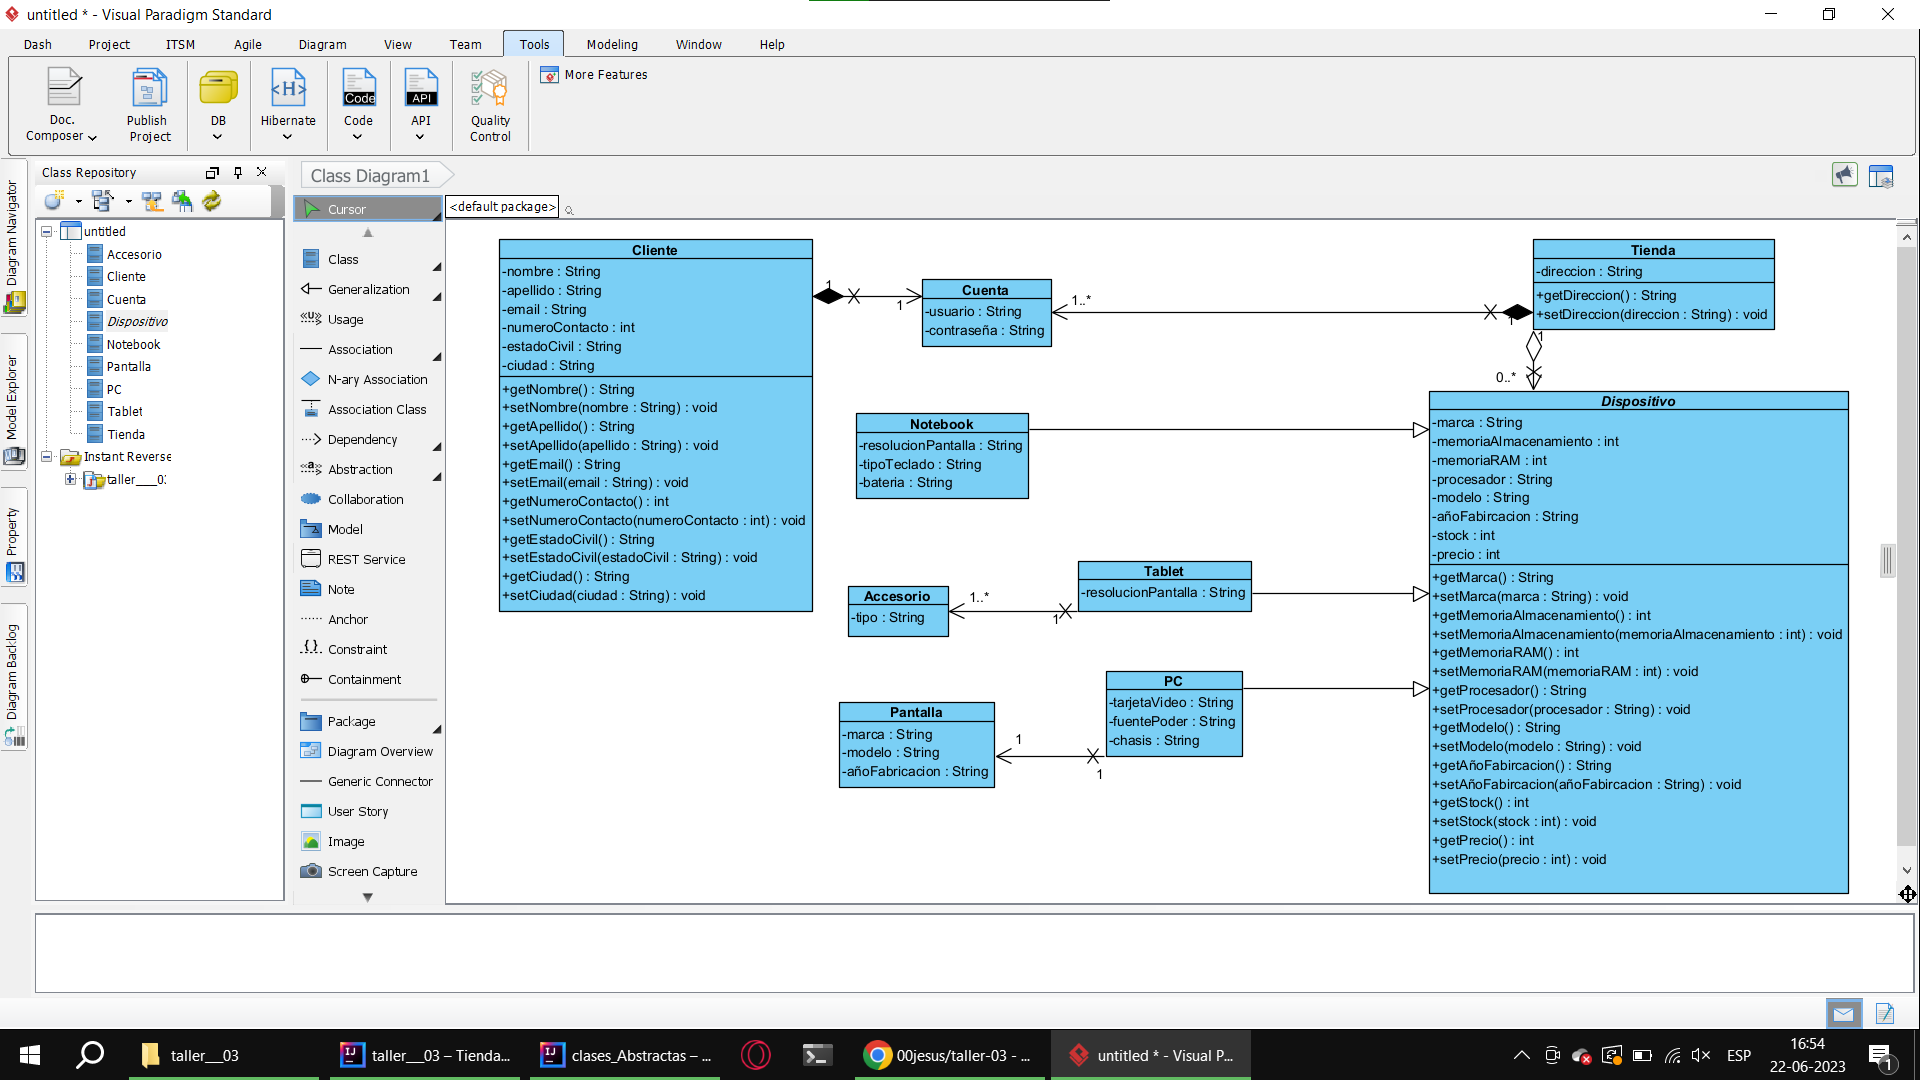 untitled * - Visual Paradigm Standard
Dash Project ITSM Agile Diagram View Team Tools Modeling Window Help
Doc. Composer
Publish Project
DB
Hibernate
Code
Code
API
API
Quality Control
More Features
Diagram Navigator
Model Explorer
Property
Diagram Backlog
Class Repository
untitled
Accesorio
Cliente
Cuenta
Dispositivo
Notebook
Pantalla
PC
Tablet
Tienda
Instant Reverse
taller___0
Class Diagram1
<default package>
Cursor
Class
Generalization
Usage
Association
N-ary Association
Association Class
Dependency
Abstraction
Collaboration
Model
REST Service
Note
Anchor
Constraint
Containment
Package
Diagram Overview
Generic Connector
User Story
Image
Screen Capture
Cliente
-nombre : String
-apellido : String
-email : String
-numeroContacto : int
-estadoCivil : String
-ciudad : String
+getNombre() : String
+setNombre(nombre : String) : void
+getApellido() : String
+setApellido(apellido : String) : void
+getEmail() : String
+setEmail(email : String) : void
+getNumeroContacto() : int
+setNumeroContacto(numeroContacto : int) : void
+getEstadoCivil() : String
+setEstadoCivil(estadoCivil : String) : void
+getCiudad() : String
+setCiudad(ciudad : String) : void
1
1
Cuenta
-usuario : String
-contraseña : String
1..*
1
Tienda
-direccion : String
+getDireccion() : String
+setDireccion(direccion : String) : void
1
0..*
Notebook
-resolucionPantalla : String
-tipoTeclado : String
-bateria : String
Accesorio
-tipo : String
1..*
1
Tablet
-resolucionPantalla : String
Pantalla
-marca : String
-modelo : String
-añoFabricacion : String
1
1
PC
-tarjetaVideo : String
-fuentePoder : String
-chasis : String
Dispositivo
-marca : String
-memoriaAlmacenamiento : int
-memoriaRAM : int
-procesador : String
-modelo : String
-añoFabircacion : String
-stock : int
-precio : int
+getMarca() : String
+setMarca(marca : String) : void
+getMemoriaAlmacenamiento() : int
+setMemoriaAlmacenamiento(memoriaAlmacenamiento : int) : void
+getMemoriaRAM() : int
+setMemoriaRAM(memoriaRAM : int) : void
+getProcesador() : String
+setProcesador(procesador : String) : void
+getModelo() : String
+setModelo(modelo : String) : void
+getAñoFabircacion() : String
+setAñoFabircacion(añoFabircacion : String) : void
+getStock() : int
+setStock(stock : int) : void
+getPrecio() : int
+setPrecio(precio : int) : void
taller___03
taller___03 – Tienda...
clases_Abstractas – ...
00jesus/taller-03 - ...
untitled * - Visual P...
ESP
16:54
22-06-2023
1